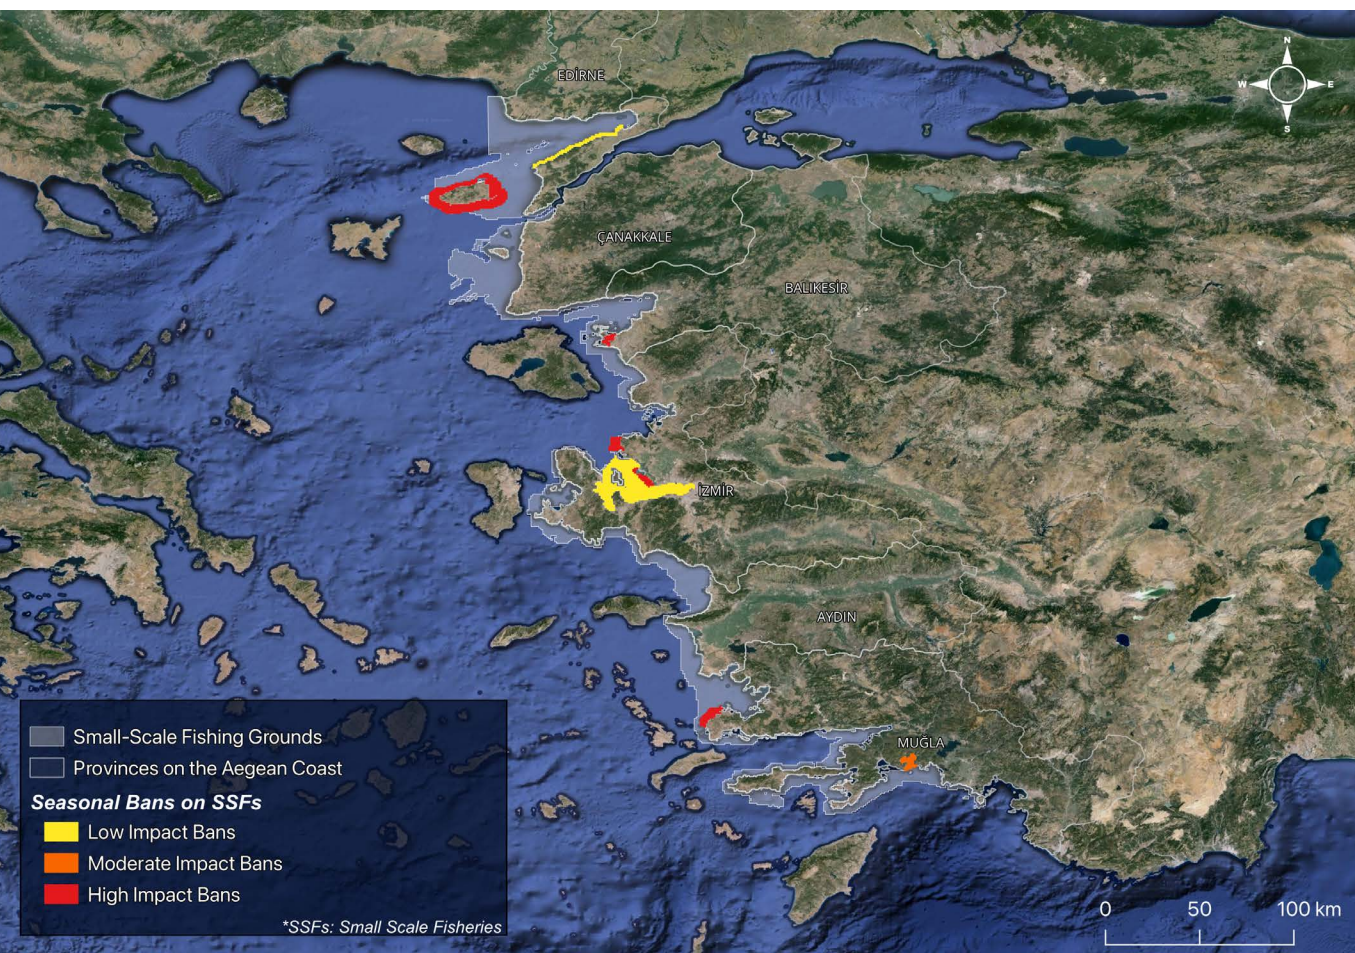 N
W E
S
EDİRNE
ÇANAKKALE
BALIKESİR
İZMİR
AYDIN
MUĞLA
Small-Scale Fishing Grounds
Provinces on the Aegean Coast
Seasonal Bans on SSFs
Low Impact Bans
Moderate Impact Bans
High Impact Bans
*SSFs: Small Scale Fisheries
0 50 100 km